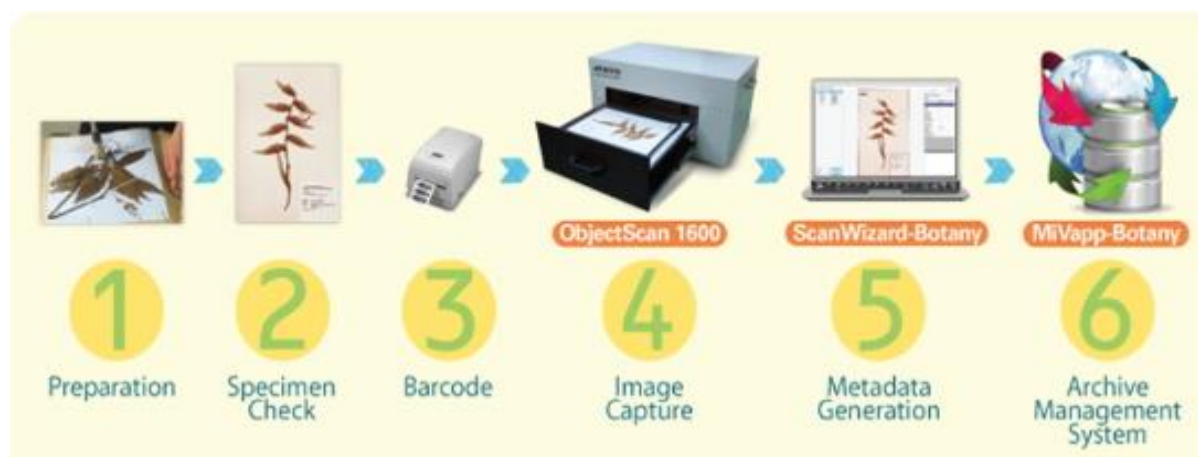 ObjectScan 1600
ScanWizard-Botany
MiVapp-Botany
1
2
3
4
5
6
Preparation
Specimen
Check
Barcode
Image
Capture
Metadata
Generation
Archive
Management
System